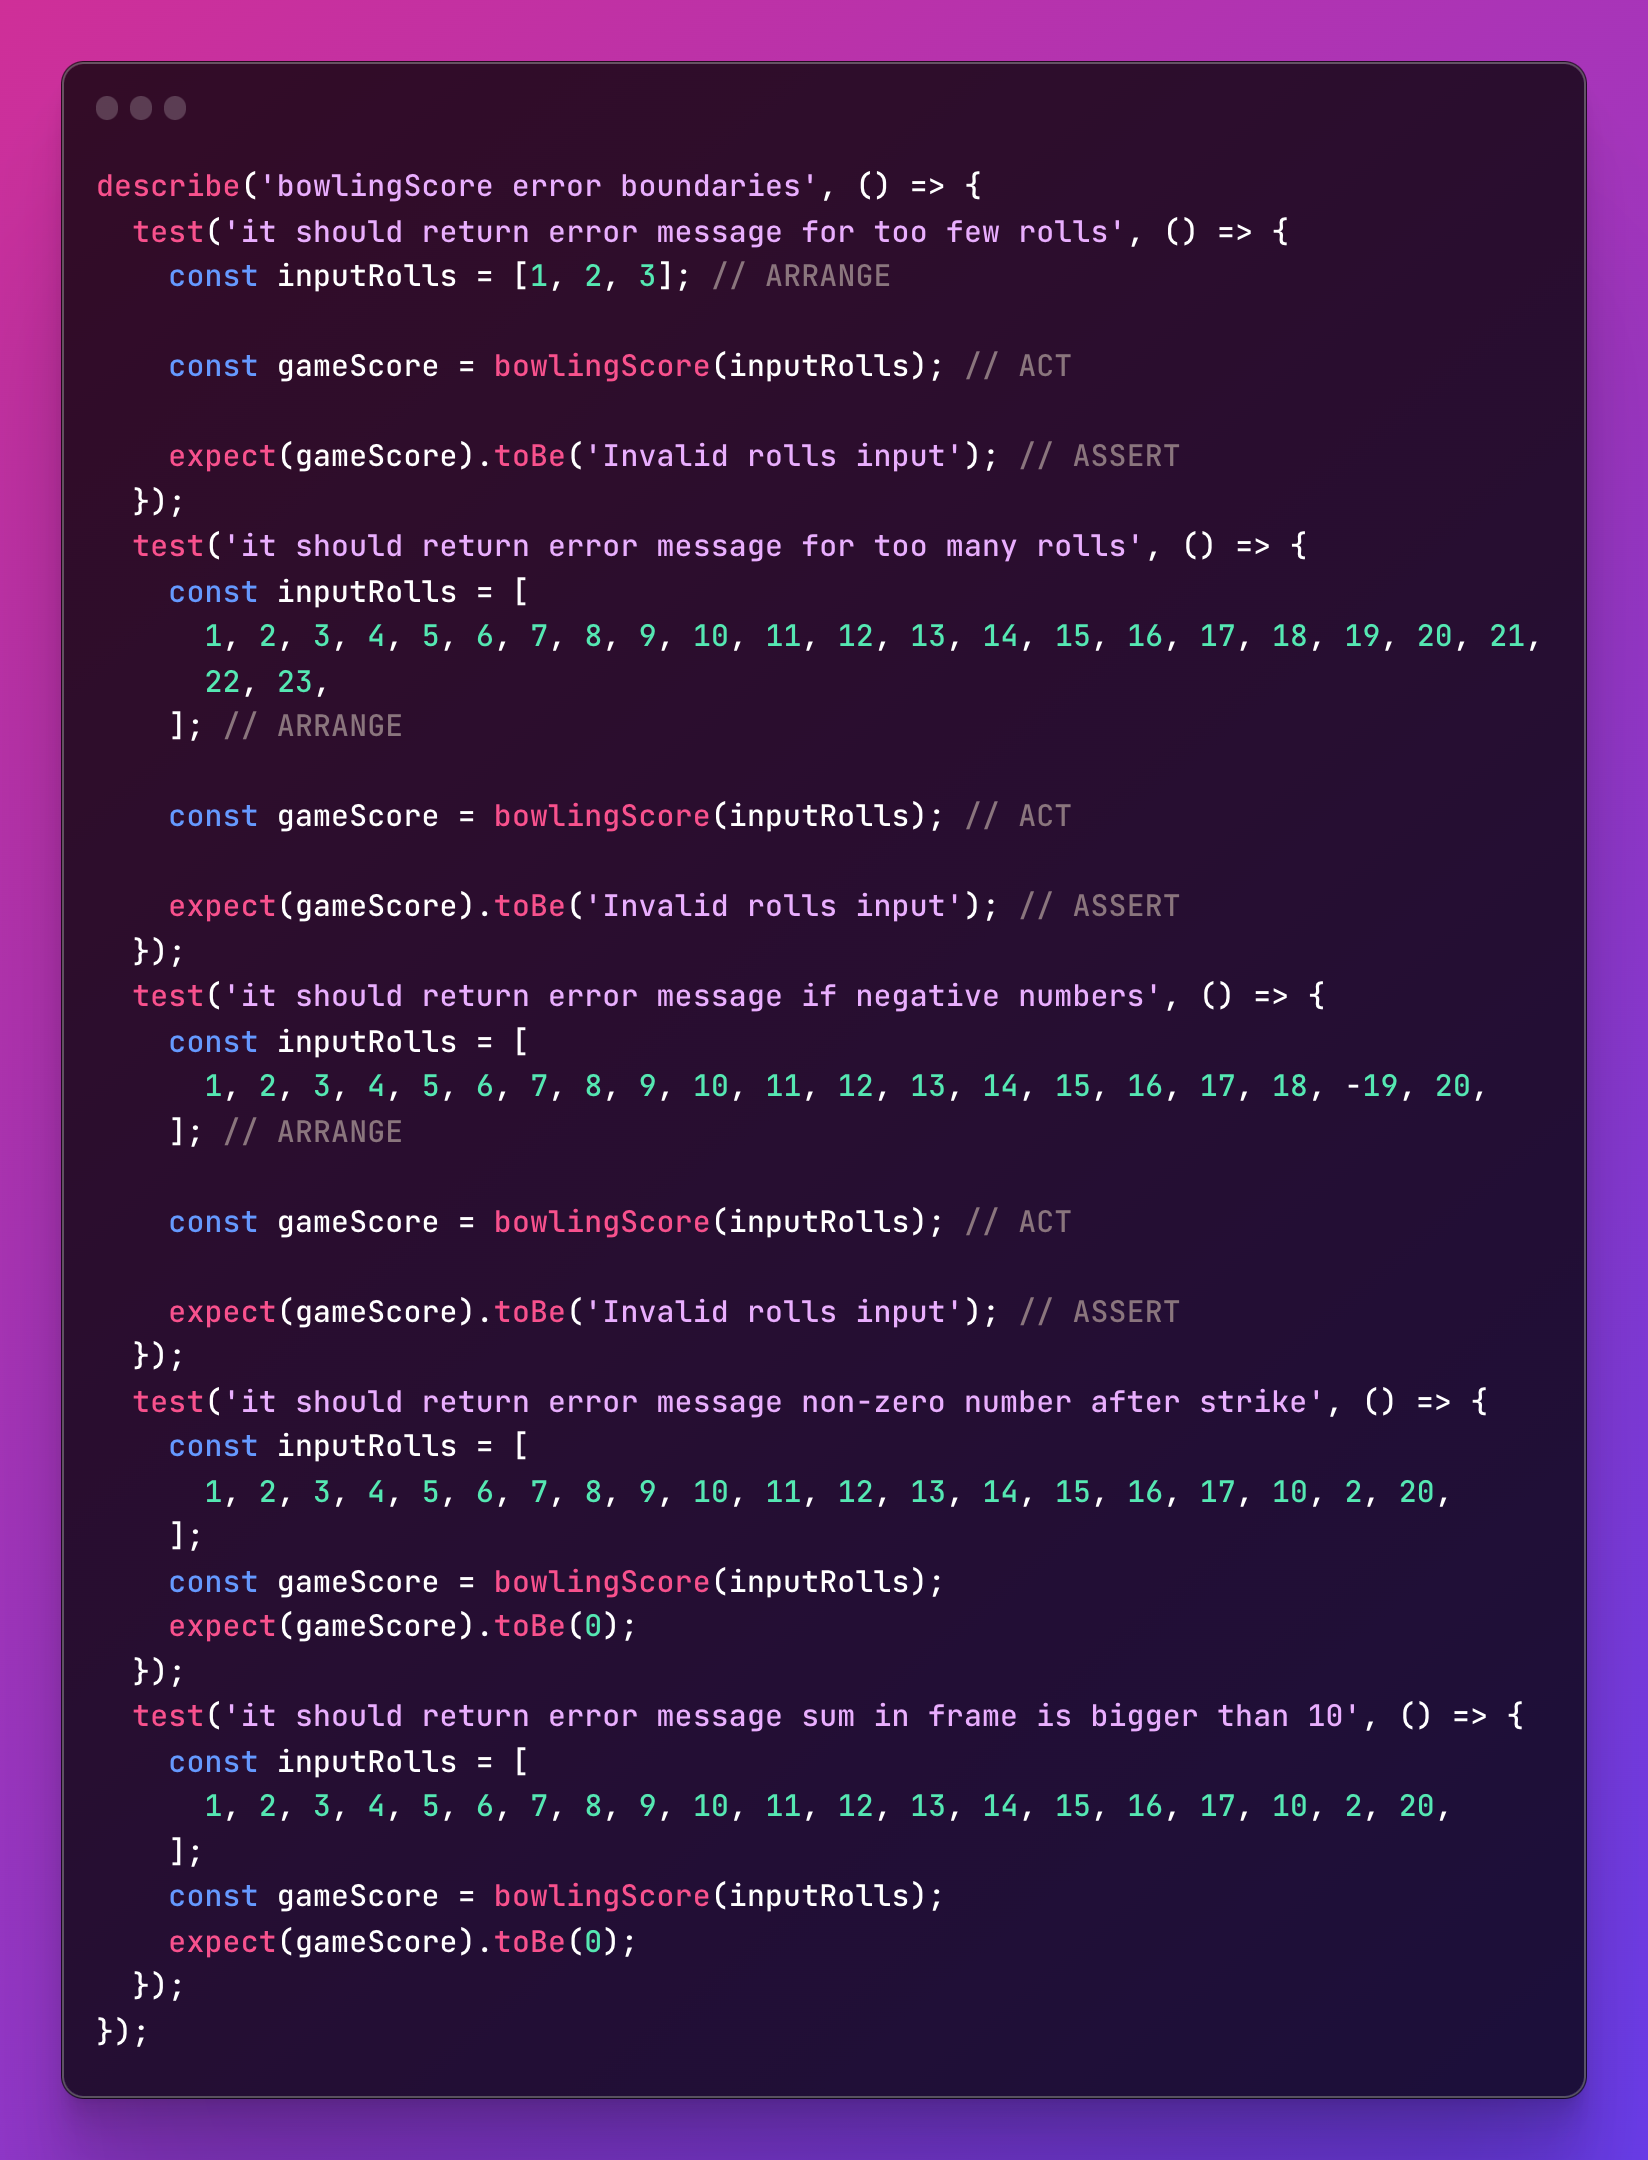 describe('bowlingScore error boundaries', () => {
  test('it should return error message for too few rolls', () => {
    const inputRolls = [1, 2, 3]; // ARRANGE

    const gameScore = bowlingScore(inputRolls); // ACT

    expect(gameScore).toBe('Invalid rolls input'); // ASSERT
  });
  test('it should return error message for too many rolls', () => {
    const inputRolls = [
      1, 2, 3, 4, 5, 6, 7, 8, 9, 10, 11, 12, 13, 14, 15, 16, 17, 18, 19, 20, 21,
      22, 23,
    ]; // ARRANGE

    const gameScore = bowlingScore(inputRolls); // ACT

    expect(gameScore).toBe('Invalid rolls input'); // ASSERT
  });
  test('it should return error message if negative numbers', () => {
    const inputRolls = [
      1, 2, 3, 4, 5, 6, 7, 8, 9, 10, 11, 12, 13, 14, 15, 16, 17, 18, -19, 20,
    ]; // ARRANGE

    const gameScore = bowlingScore(inputRolls); // ACT

    expect(gameScore).toBe('Invalid rolls input'); // ASSERT
  });
  test('it should return error message non-zero number after strike', () => {
    const inputRolls = [
      1, 2, 3, 4, 5, 6, 7, 8, 9, 10, 11, 12, 13, 14, 15, 16, 17, 10, 2, 20,
    ];
    const gameScore = bowlingScore(inputRolls);
    expect(gameScore).toBe(0);
  });
  test('it should return error message sum in frame is bigger than 10', () => {
    const inputRolls = [
      1, 2, 3, 4, 5, 6, 7, 8, 9, 10, 11, 12, 13, 14, 15, 16, 17, 10, 2, 20,
    ];
    const gameScore = bowlingScore(inputRolls);
    expect(gameScore).toBe(0);
  });
});